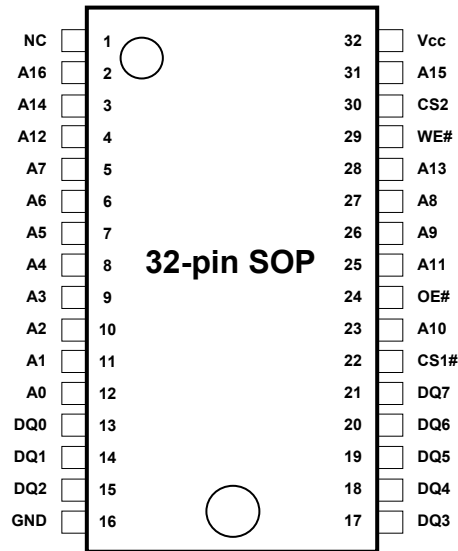 NC 1 32 Vcc
A16 2 31 A15
A14 3 30 CS2
A12 4 29 WE#
A7 5 28 A13
A6 6 27 A8
A5 7 26 A9
A4 8 32-pin SOP 25 A11
A3 9 24 OE#
A2 10 23 A10
A1 11 22 CS1#
A0 12 21 DQ7
DQ0 13 20 DQ6
DQ1 14 19 DQ5
DQ2 15 18 DQ4
GND 16 17 DQ3